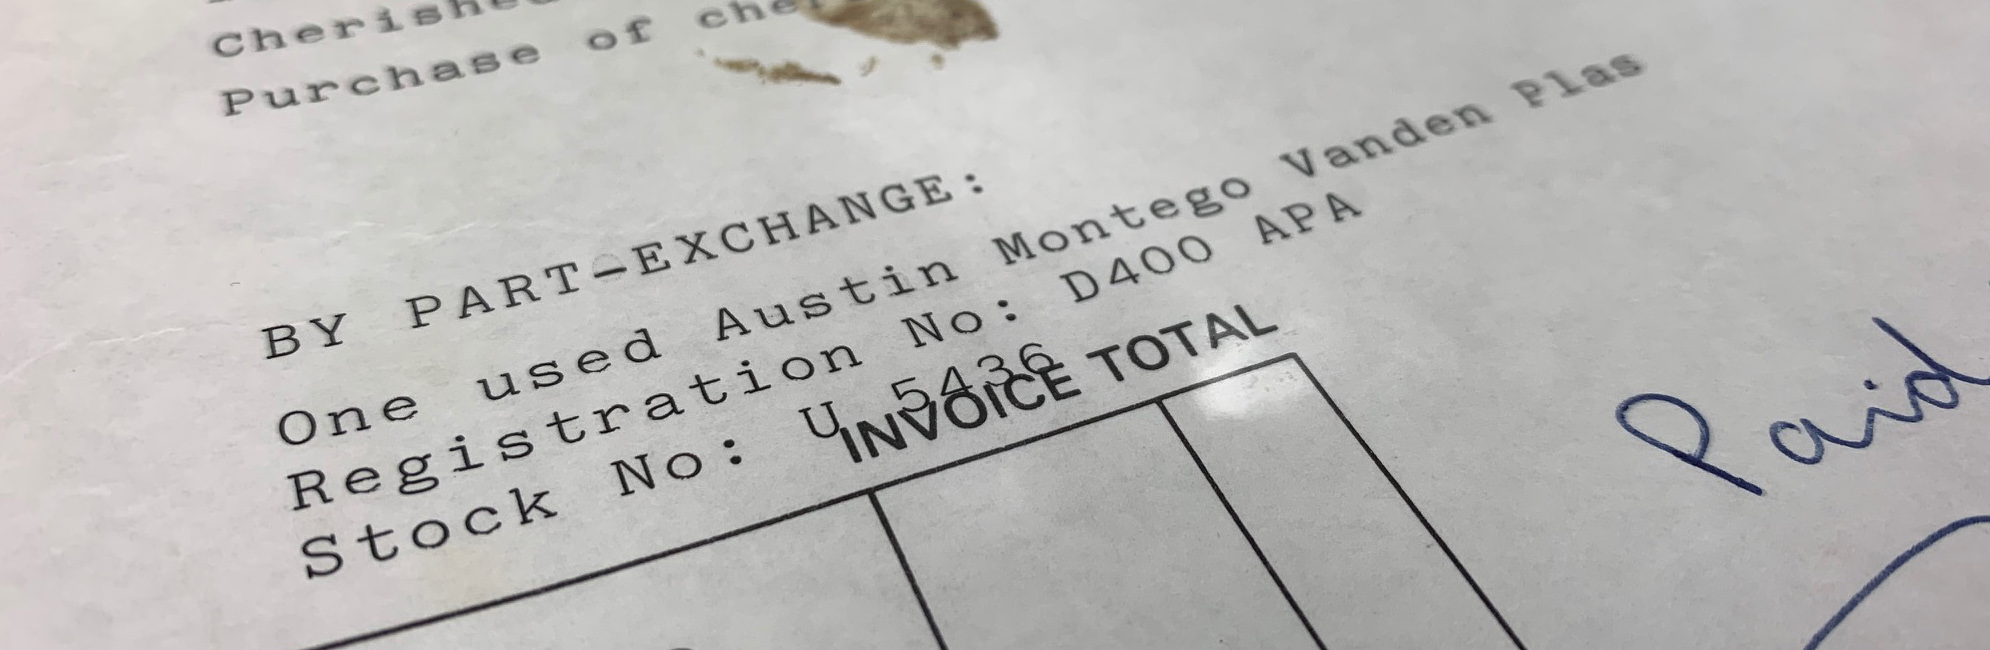 Cherishe
Purchase of che
BY PART-EXCHANGE:
One used Austin Montego Vanden Plas
Registration No: D400 APA
Stock No: U 5436
INVOICE TOTAL
Paid